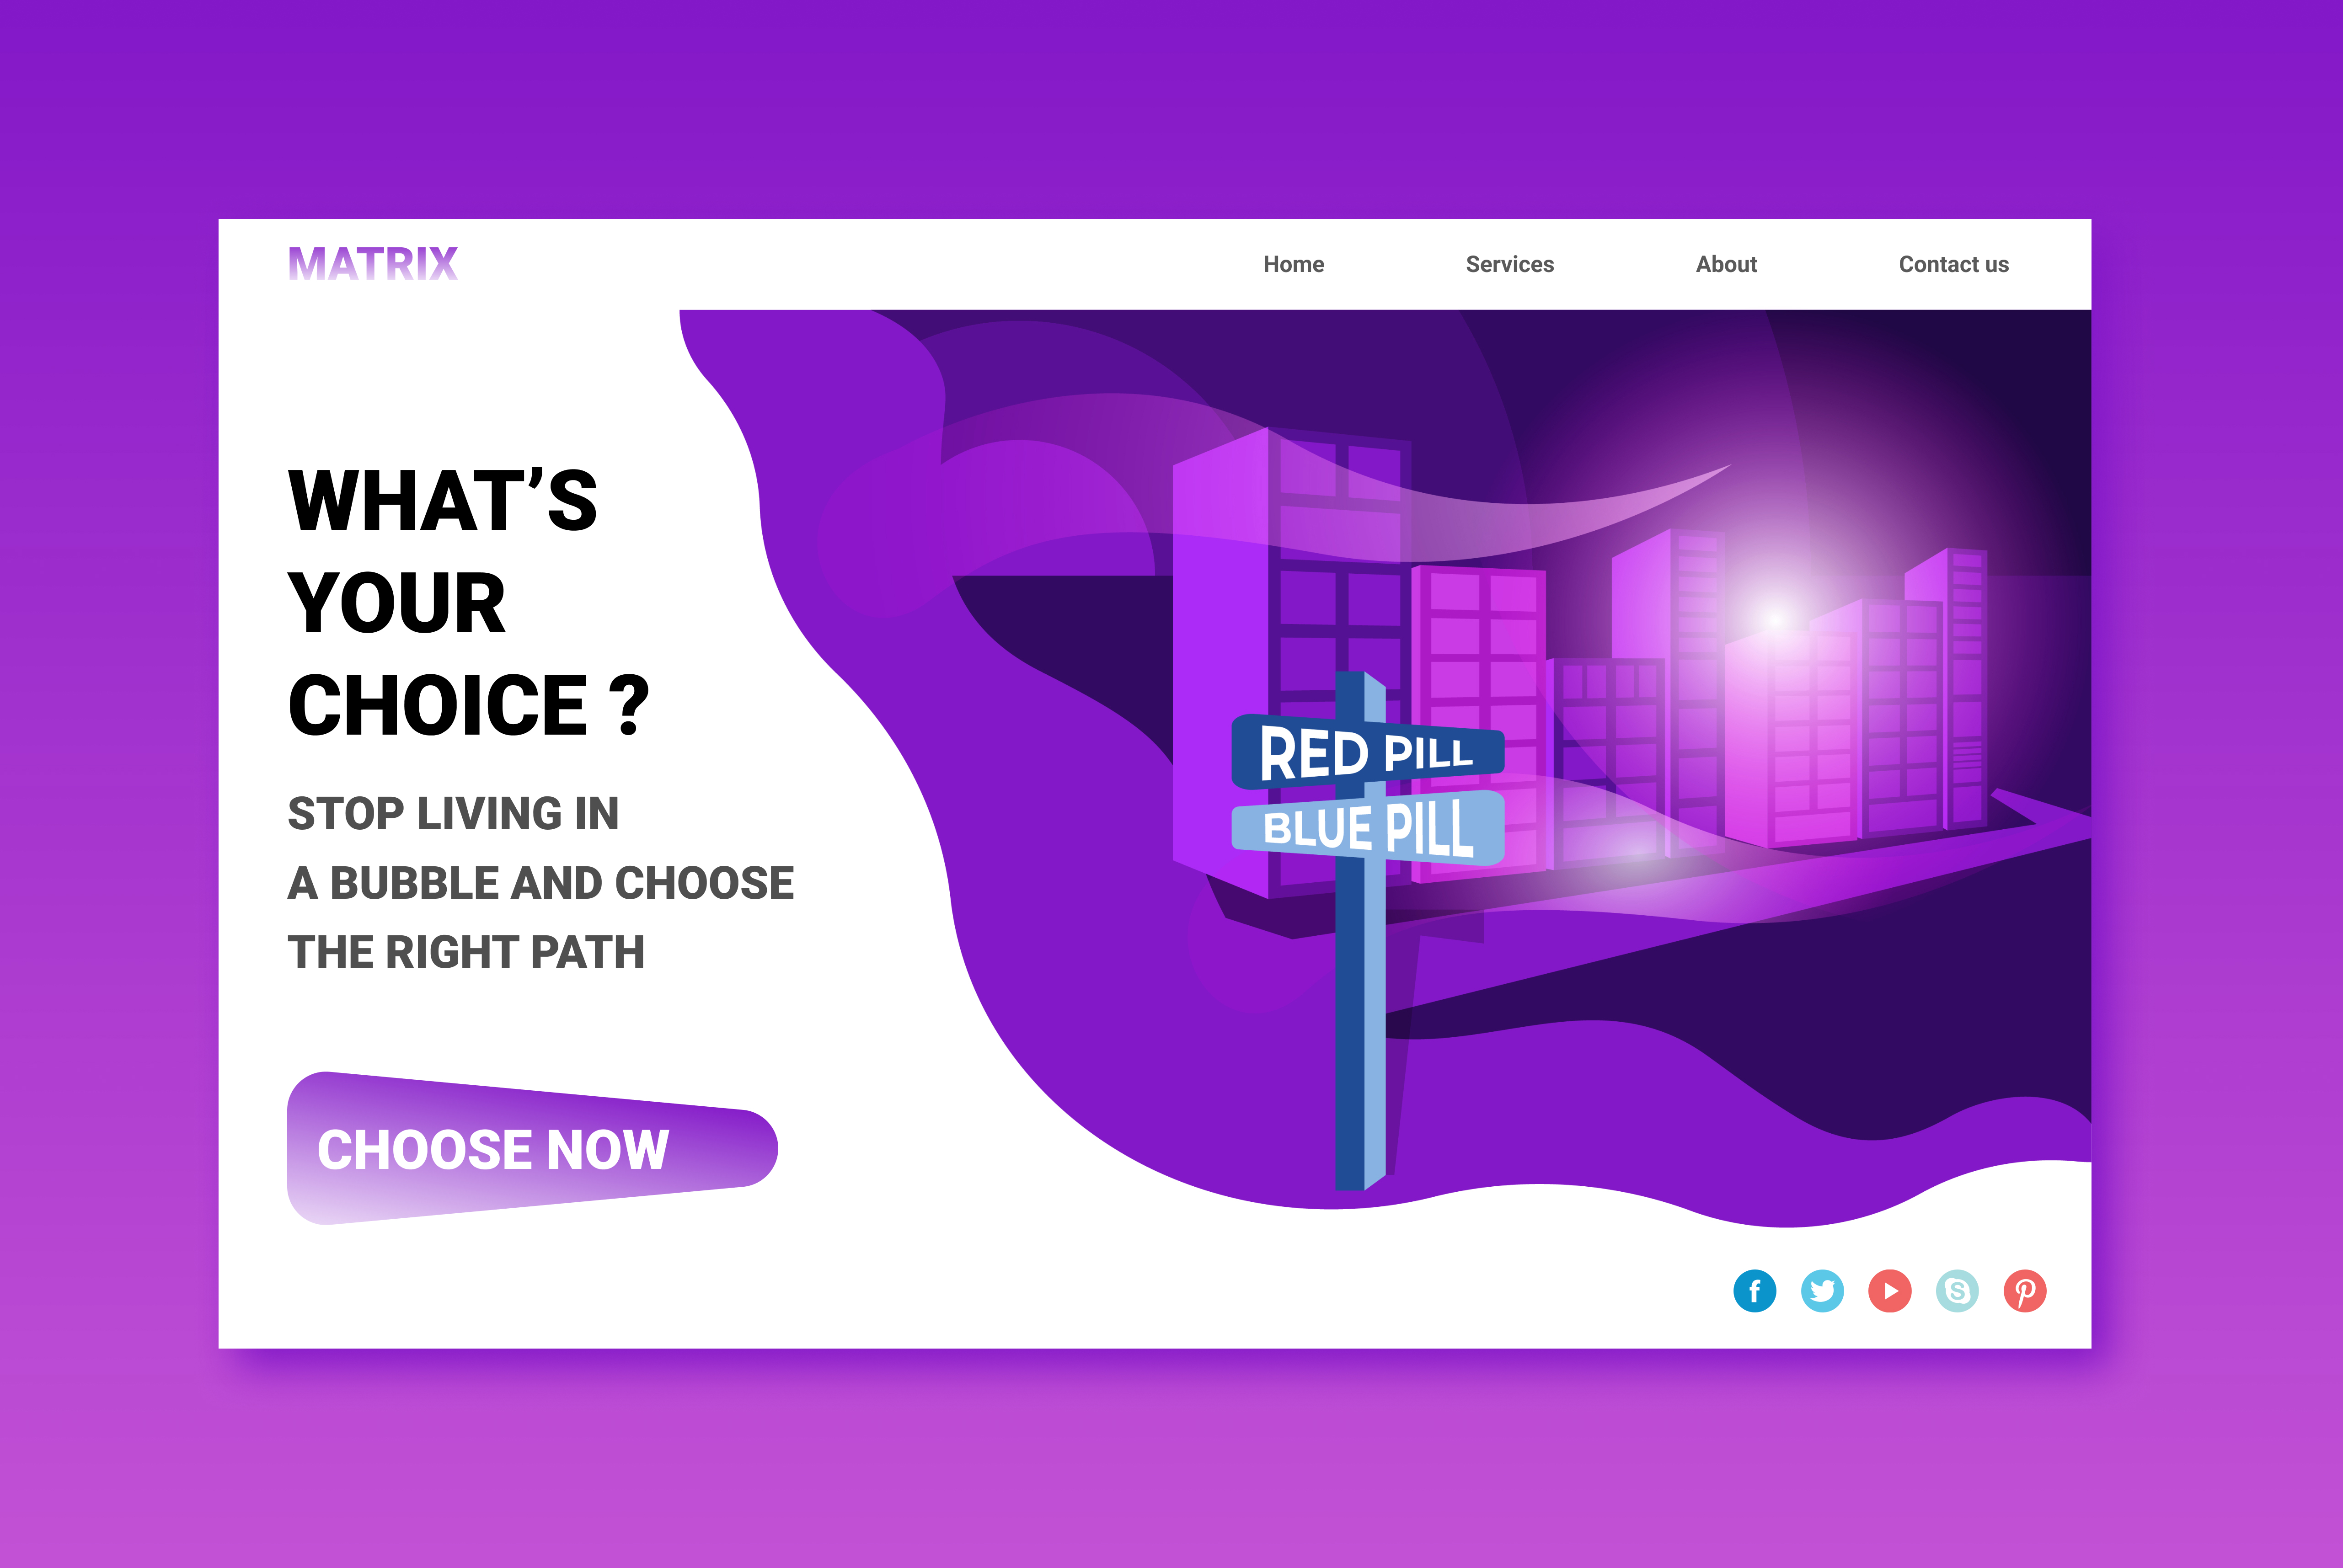 MATRIX
Home Services About Contact us
WHAT’S
YOUR
CHOICE ?
STOP LIVING IN
A BUBBLE AND CHOOSE
THE RIGHT PATH
CHOOSE NOW
RED PILL
BLUE PILL